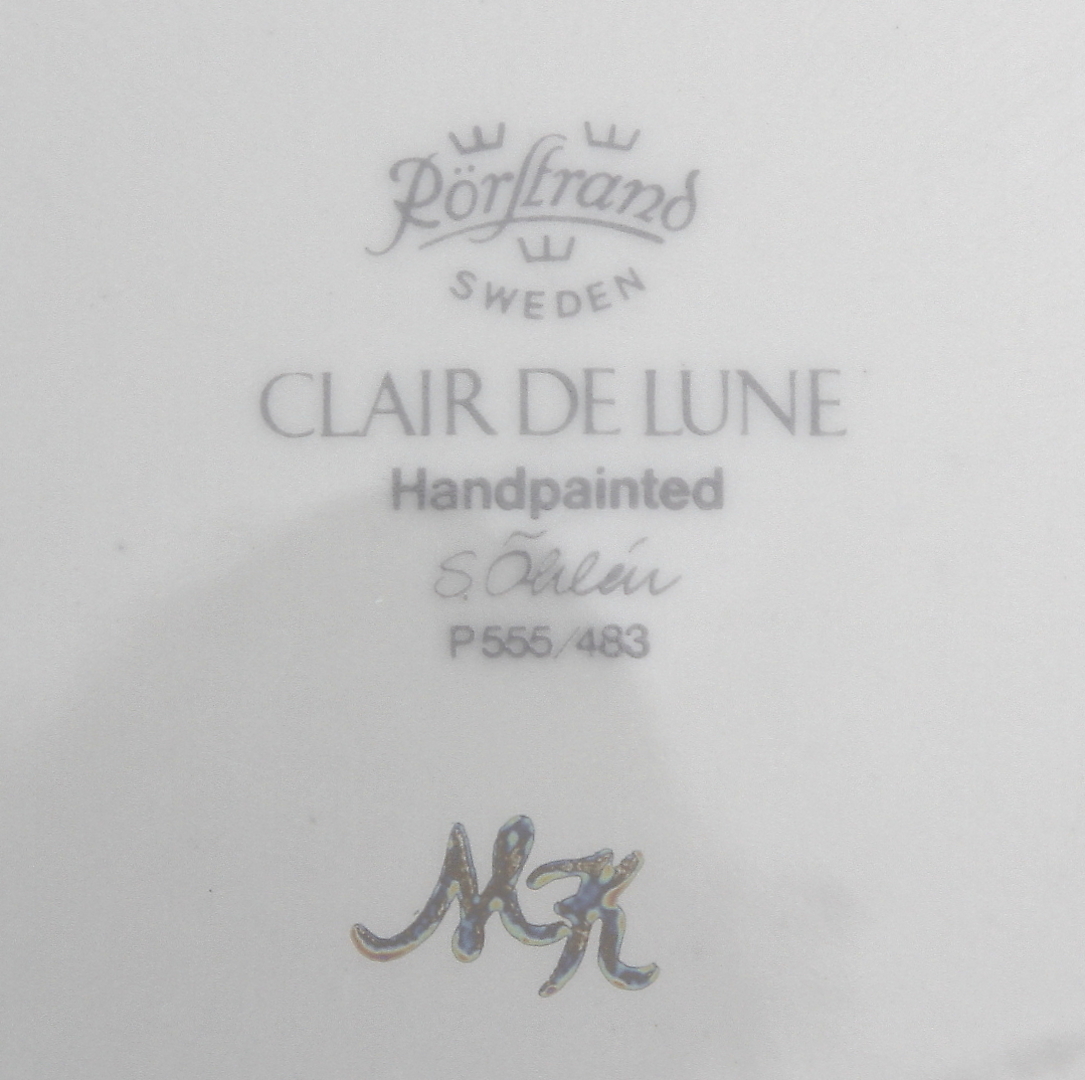 Rörstrand
SWEDEN
CLAIR DE LUNE
Handpainted
S. Öhlén
P555/483
MK